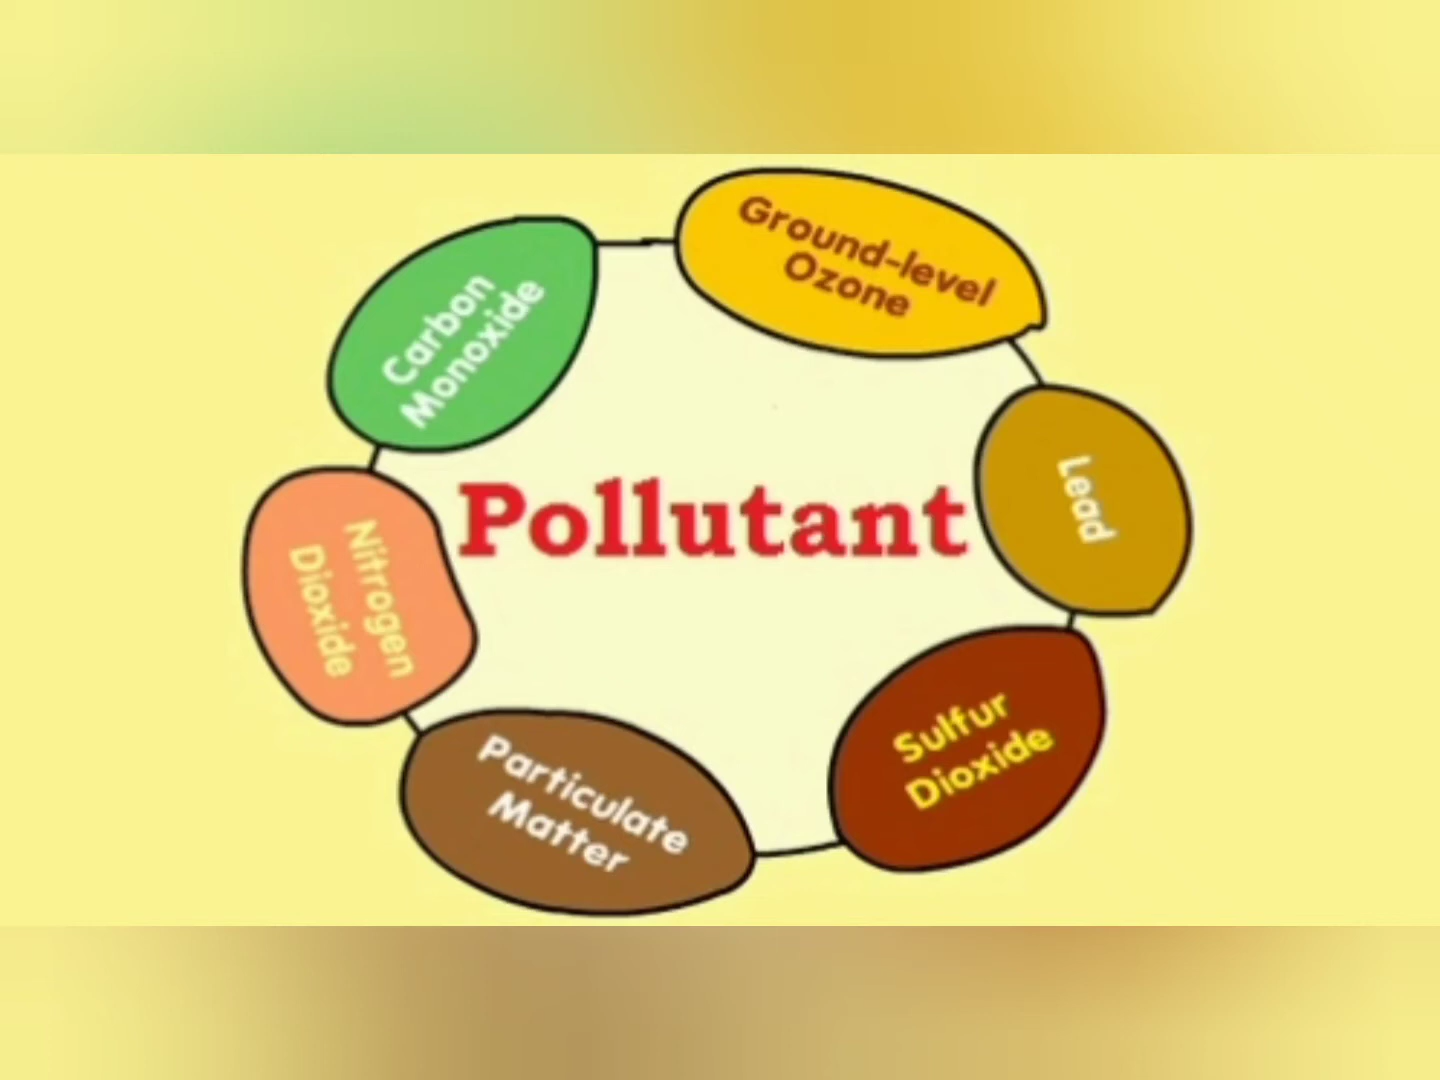 Ground-level
Ozone
Carbon
Monoxide
Lead
Pollutant
Nitrogen
Dioxide
Sulfur
Dioxide
Particulate
Matter